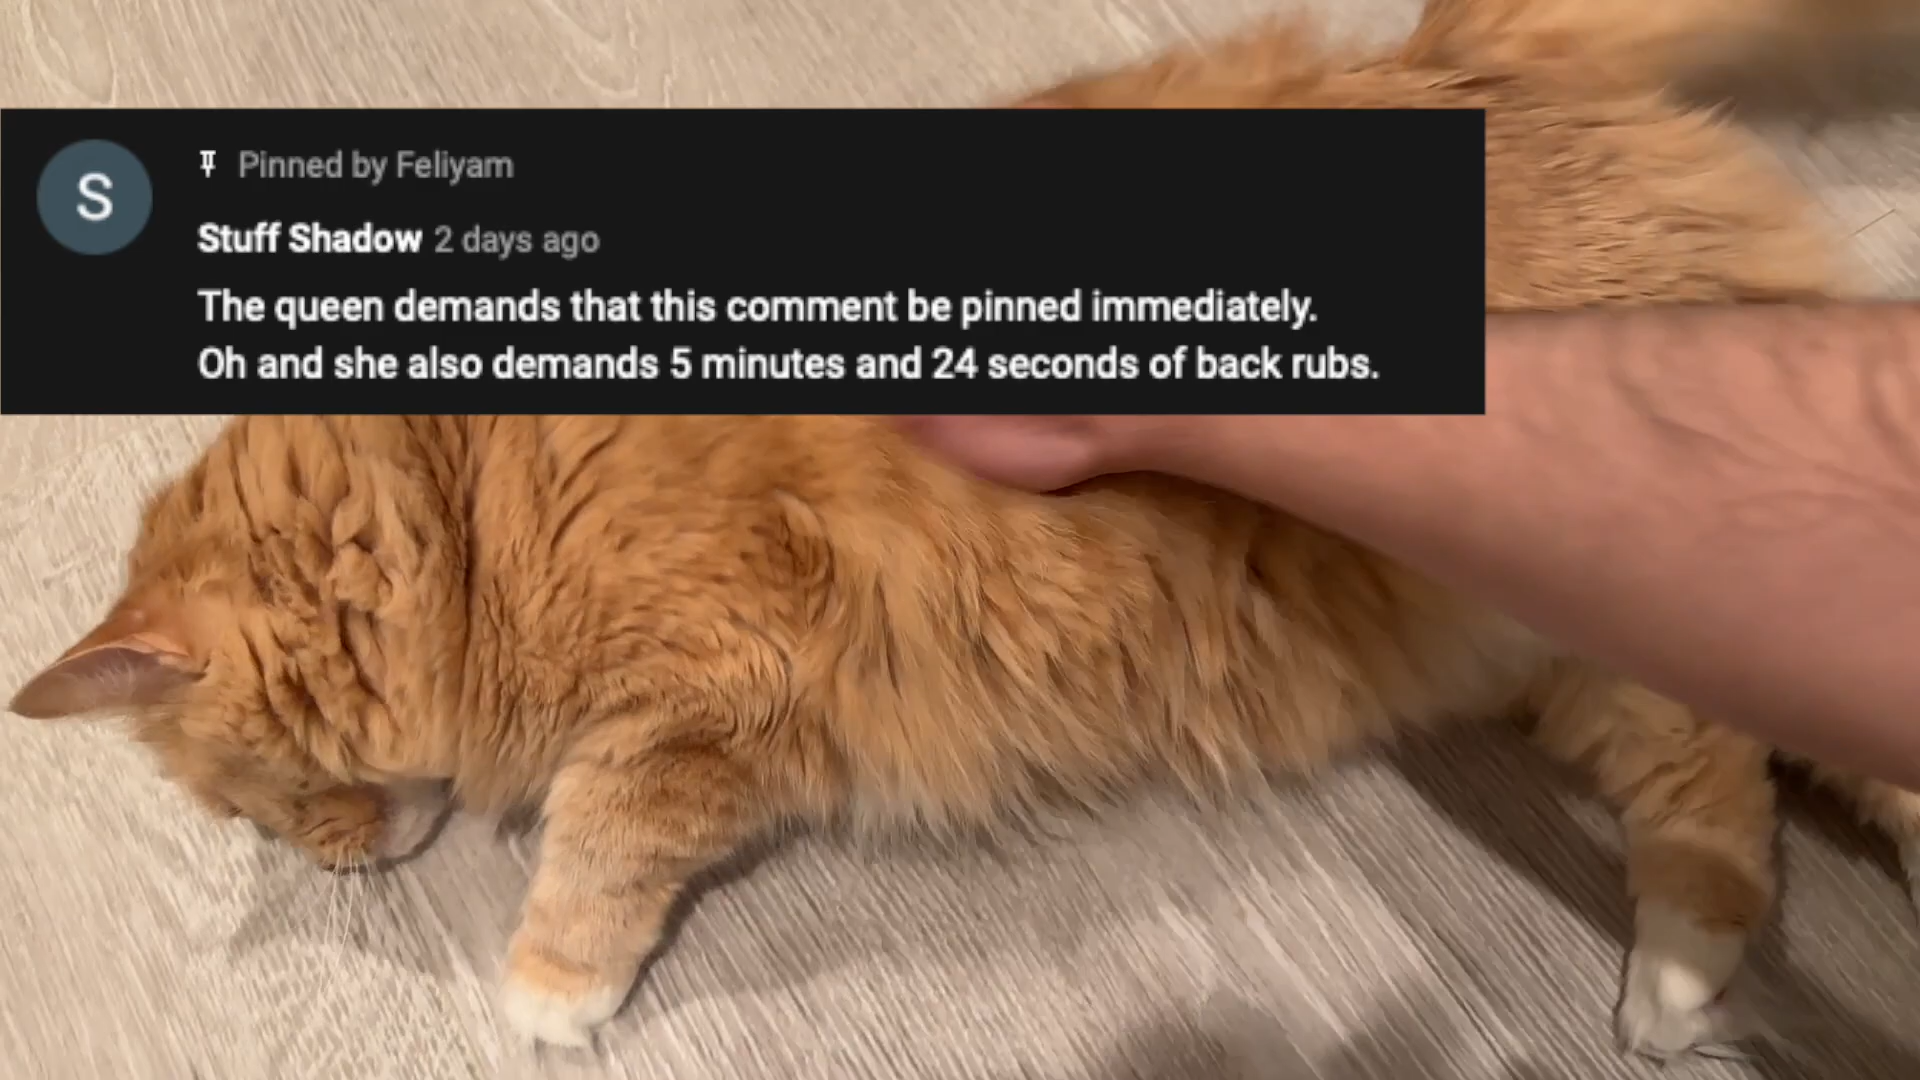 S
Pinned by Feliyam
Stuff Shadow 2 days ago
The queen demands that this comment be pinned immediately.
Oh and she also demands 5 minutes and 24 seconds of back rubs.